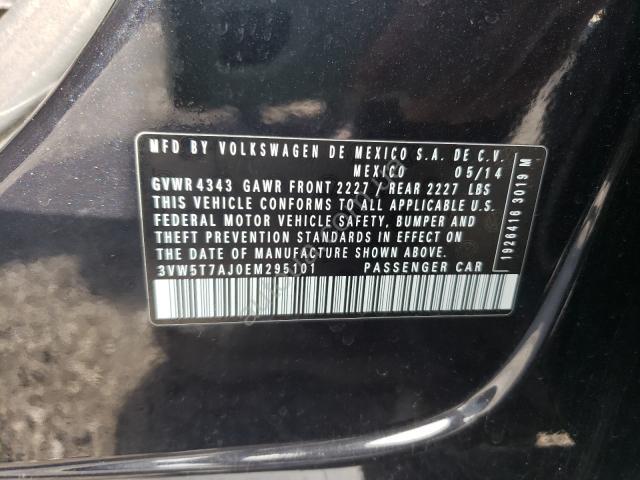 MFD BY VOLKSWAGEN DE MEXICO S.A. DE C.V.
MEXICO 05/14
GVWR 4343 GAWR FRONT 2227 REAR 2227 LBS
THIS VEHICLE CONFORMS TO ALL APPLICABLE U.S.
FEDERAL MOTOR VEHICLE SAFETY, BUMPER AND
THEFT PREVENTION STANDARDS IN EFFECT ON
THE DATE OF MANUFACTURE SHOWN ABOVE
3VW5T7AJ0EM295101 PASSENGER CAR
1926416 3019 M